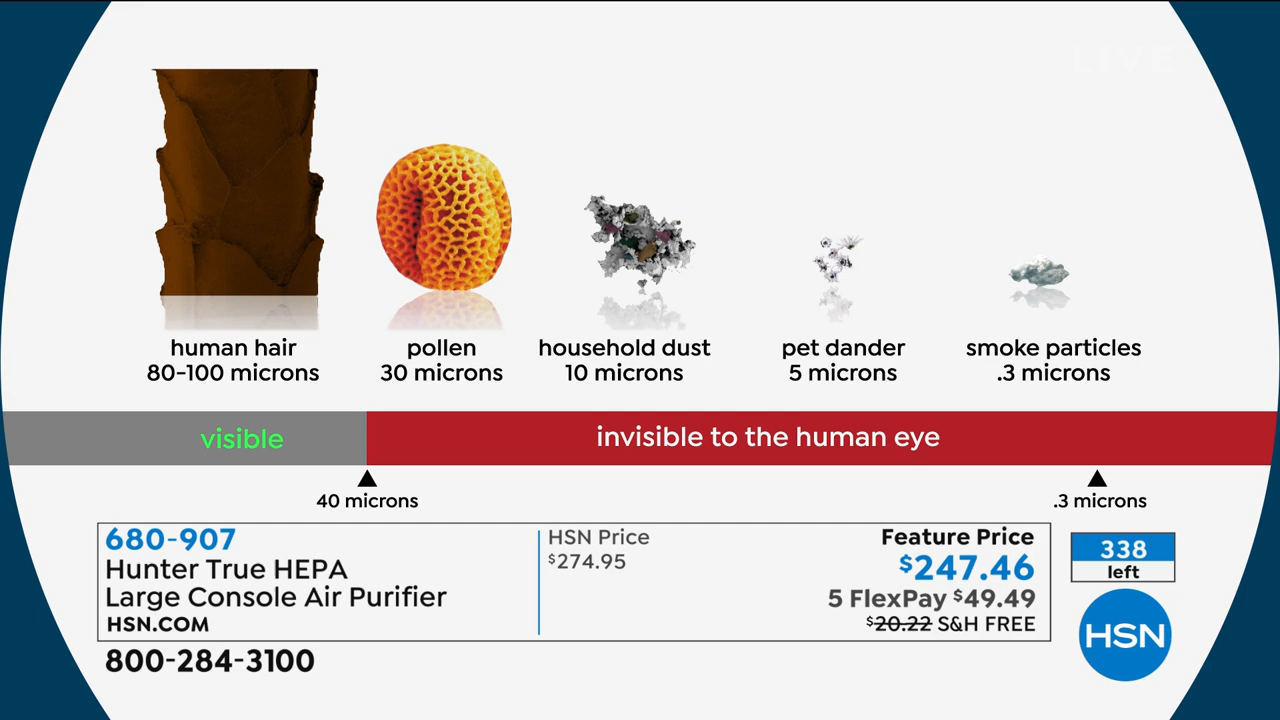 LIVE
human hair
80-100 microns
pollen
30 microns
household dust
10 microns
pet dander
5 microns
smoke particles
.3 microns
visible
invisible to the human eye
40 microns
.3 microns
680-907
Hunter True HEPA
Large Console Air Purifier
HSN.COM
HSN Price
$274.95
Feature Price
$247.46
5 FlexPay $49.49
$20.22 S&H FREE
338
left
HSN
800-284-3100